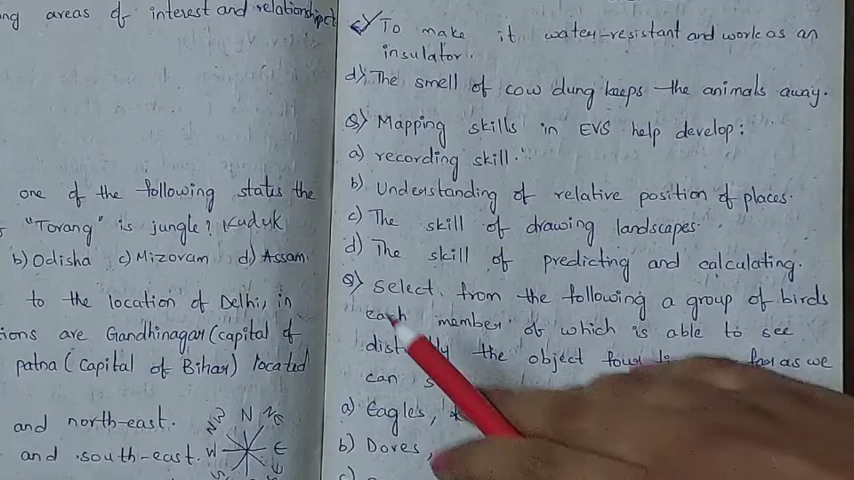 ng areas of interest and relationship
one of the following states the
"Torang" is jungle? Kuduk
b) Odisha c) Mizoram d) Assam.
to the location of Delhi, in
ions are Gandhinagar (capital of
patna (capital of Bihar) located
and north-east.
and south-east.
NW N NE
W E
c) To make it water-resistant and work as an
insulator.
d) The smell of cow dung keeps the animals away.
Q) Mapping skills in EVS help develop:
a) recording skill.
b) Understanding of relative position of places.
c) The skill of drawing landscapes.
d) The skill of predicting and calculating.
Q) Select from the following a group of birds
each member of which is able to see
the object four far as we
can
a) Eagles,
b) Doves,
c)